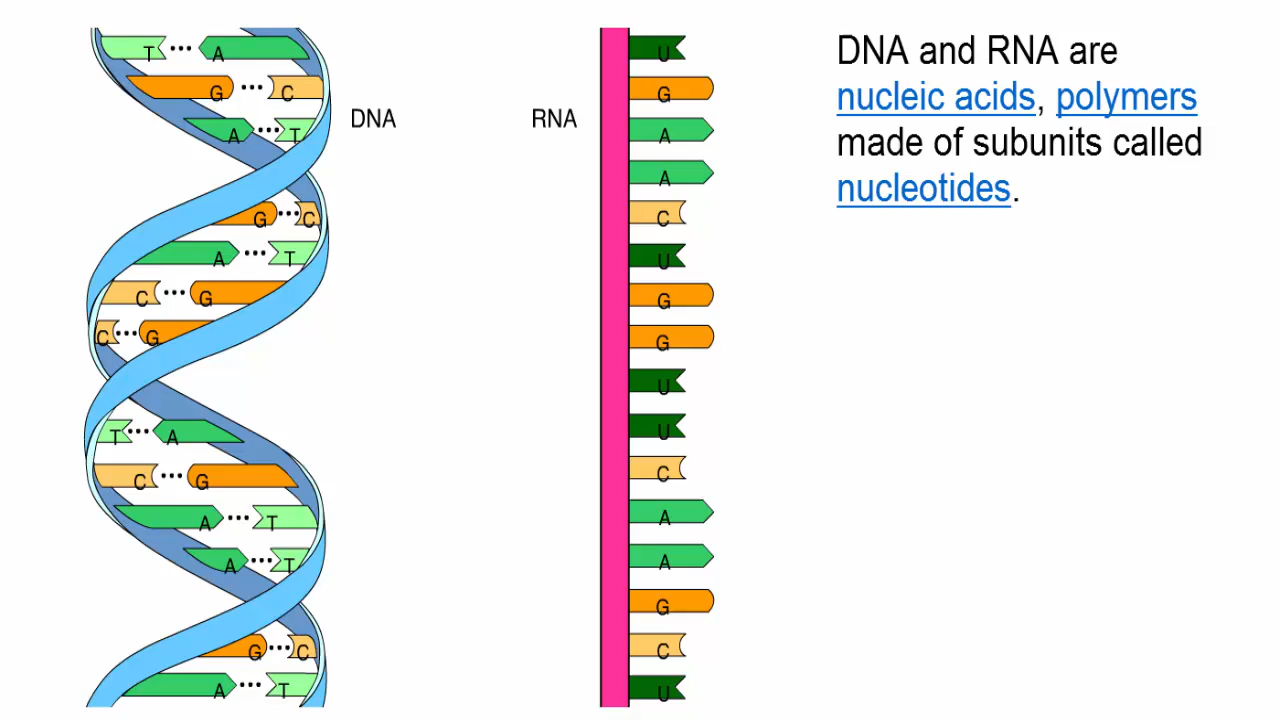 T ••• A
G ••• C
A ••• T
G ••• C
A ••• T
C ••• G
C ••• G
T ••• A
C ••• G
A ••• T
A ••• T
G ••• C
A ••• T
DNA
RNA
U
G
A
A
C
U
G
G
U
U
C
A
A
G
C
U
DNA and RNA are
nucleic acids, polymers
made of subunits called
nucleotides.